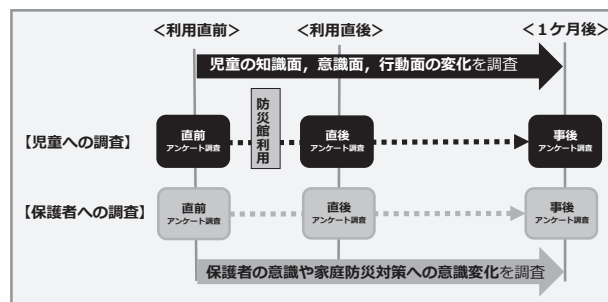 ＜利用直前＞ ＜利用直後＞ ＜１ケ月後＞
児童の知識面，意識面，行動面の変化を調査
防災館利用
【児童への調査】 直前 直後 事後
アンケート調査 アンケート調査 アンケート調査
【保護者への調査】 直前 直後 事後
アンケート調査 アンケート調査 アンケート調査
保護者の意識や家庭防災対策への意識変化を調査